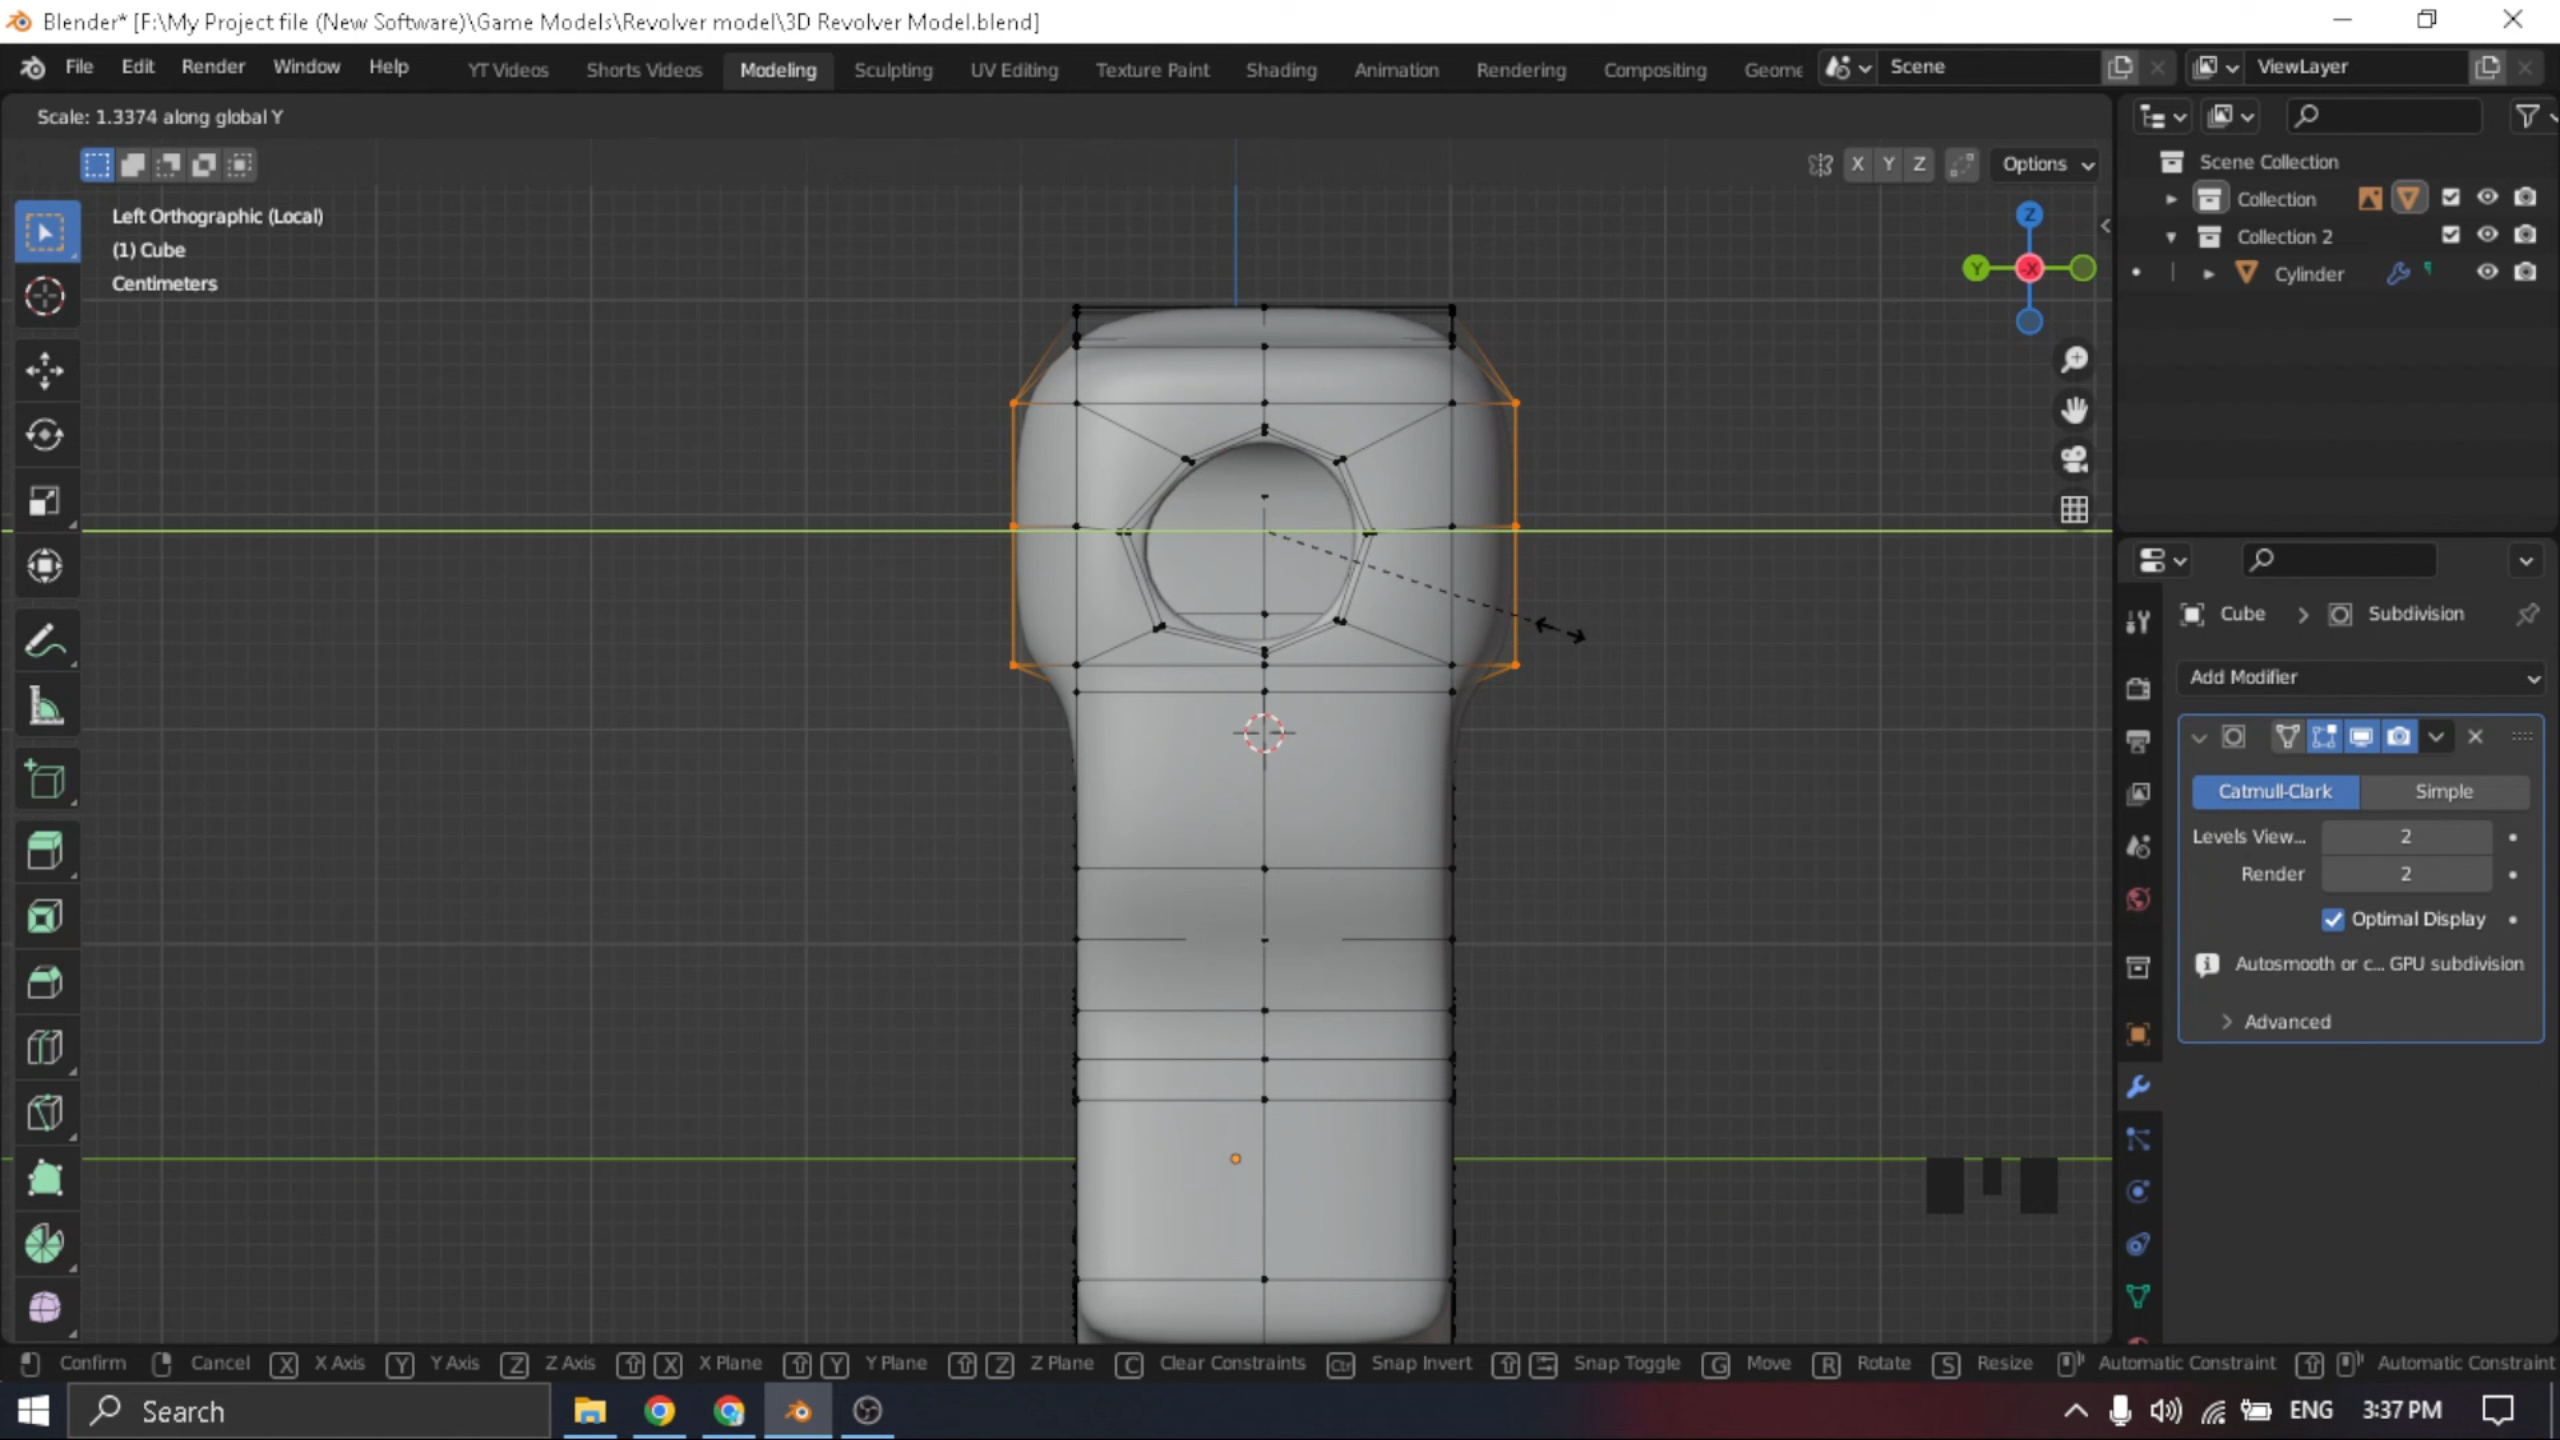 Blender* [F:\My Project file (New Software)\Game Models\Revolver model\3D Revolver Model.blend]
File Edit Render Window Help YT Videos Shorts Videos Modeling Sculpting UV Editing Texture Paint Shading Animation Rendering Compositing Geome Scene ViewLayer
Scale: 1.3374 along global Y
X Y Z Options
Left Orthographic (Local)
(1) Cube
Centimeters
Z
Y -X
Scene Collection
Collection
Collection 2
Cylinder
Cube > Subdivision
Add Modifier
Catmull-Clark Simple
Levels View... 2
Render 2
Optimal Display
Autosmooth or c... GPU subdivision
Advanced
Confirm Cancel X X Axis Y Y Axis Z Z Axis X X Plane Y Y Plane Z Z Plane C Clear Constraints Ctrl Snap Invert Snap Toggle G Move R Rotate S Resize Automatic Constraint Automatic Constraint
Search ENG 3:37 PM